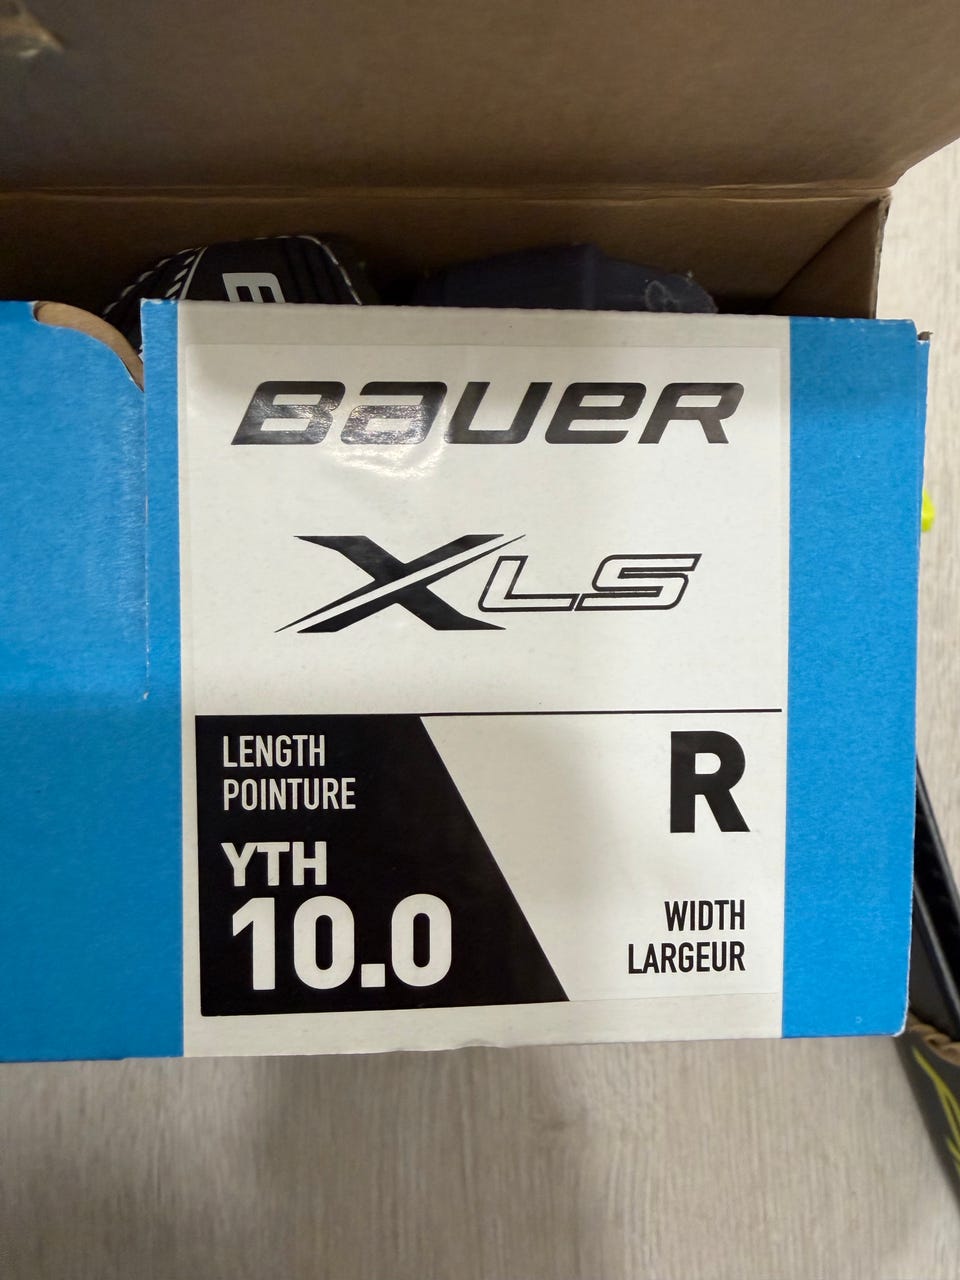 BAUER
XLS
LENGTH
POINTURE
YTH
10.0
R
WIDTH
LARGEUR